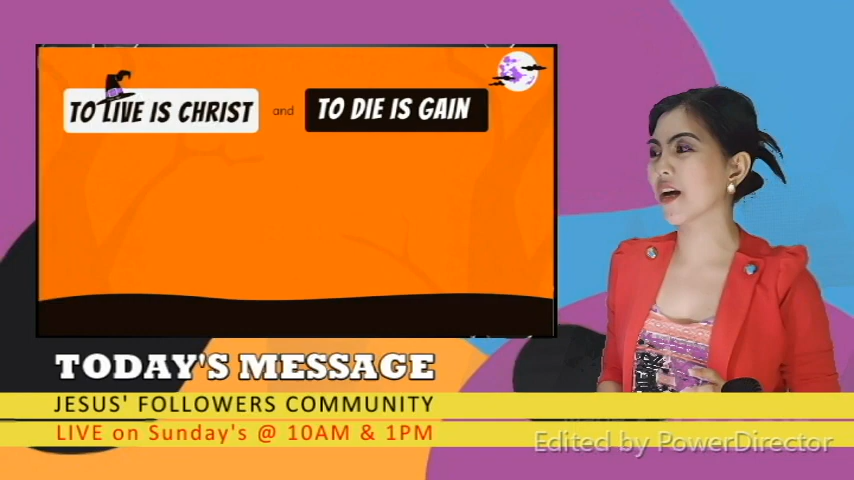 TO LIVE IS CHRIST and TO DIE IS GAIN
TODAY'S MESSAGE
JESUS' FOLLOWERS COMMUNITY
LIVE on Sunday's @ 10AM & 1PM
Edited by PowerDirector